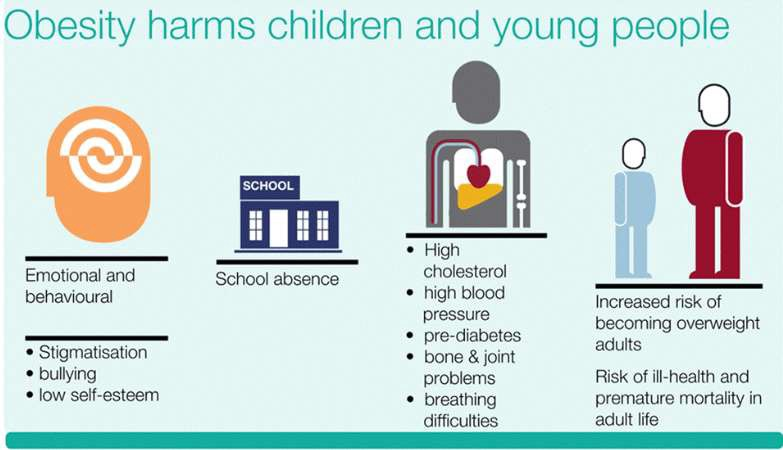 Obesity harms children and young people
SCHOOL
Emotional and
behavioural
• Stigmatisation
• bullying
• low self-esteem
School absence
• High
cholesterol
• high blood
pressure
• pre-diabetes
• bone & joint
problems
• breathing
difficulties
Increased risk of
becoming overweight
adults
Risk of ill-health and
premature mortality in
adult life